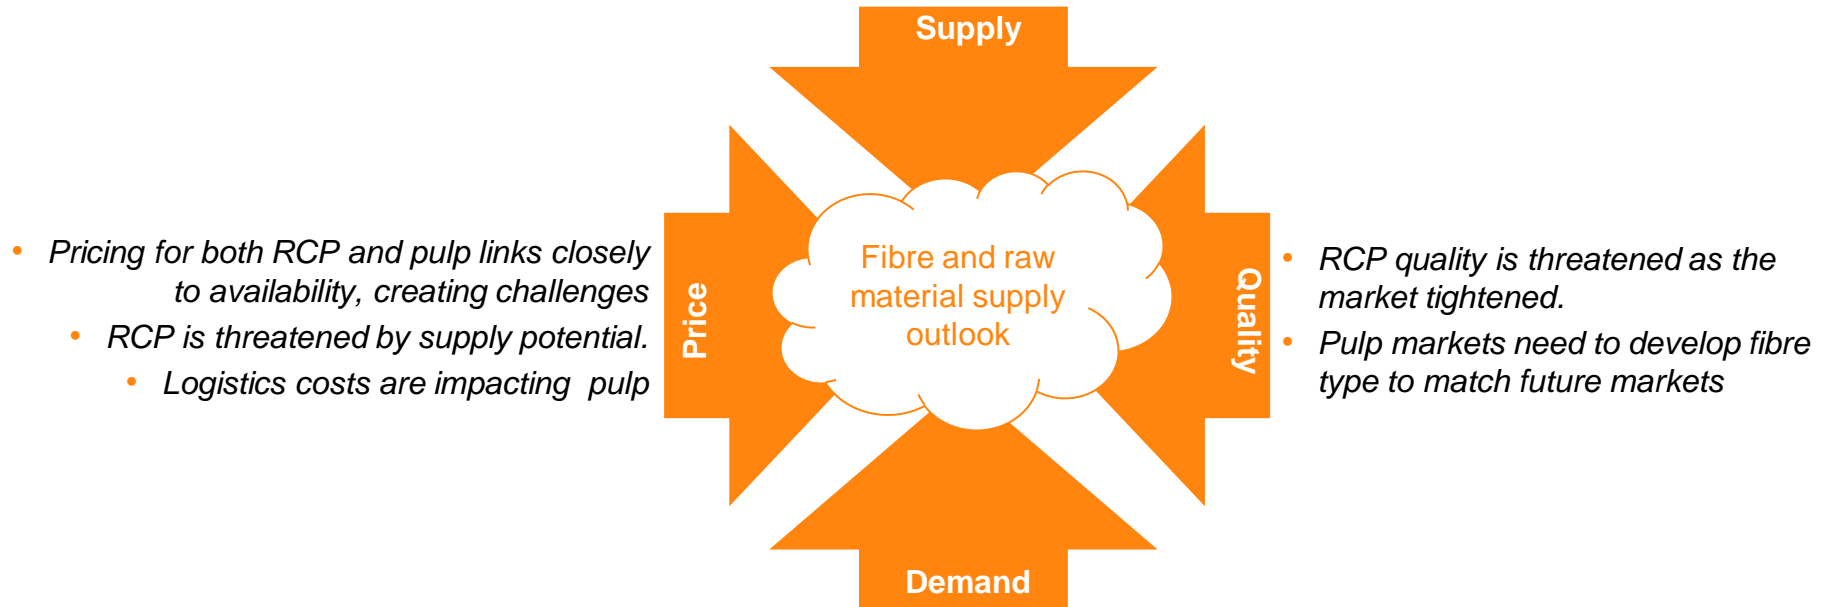 Supply
• Pricing for both RCP and pulp links closely
to availability, creating challenges
• RCP is threatened by supply potential.
• Logistics costs are impacting  pulp
Price
Fibre and raw
material supply
outlook
Quality
• RCP quality is threatened as the
market tightened.
• Pulp markets need to develop fibre
type to match future markets
Demand